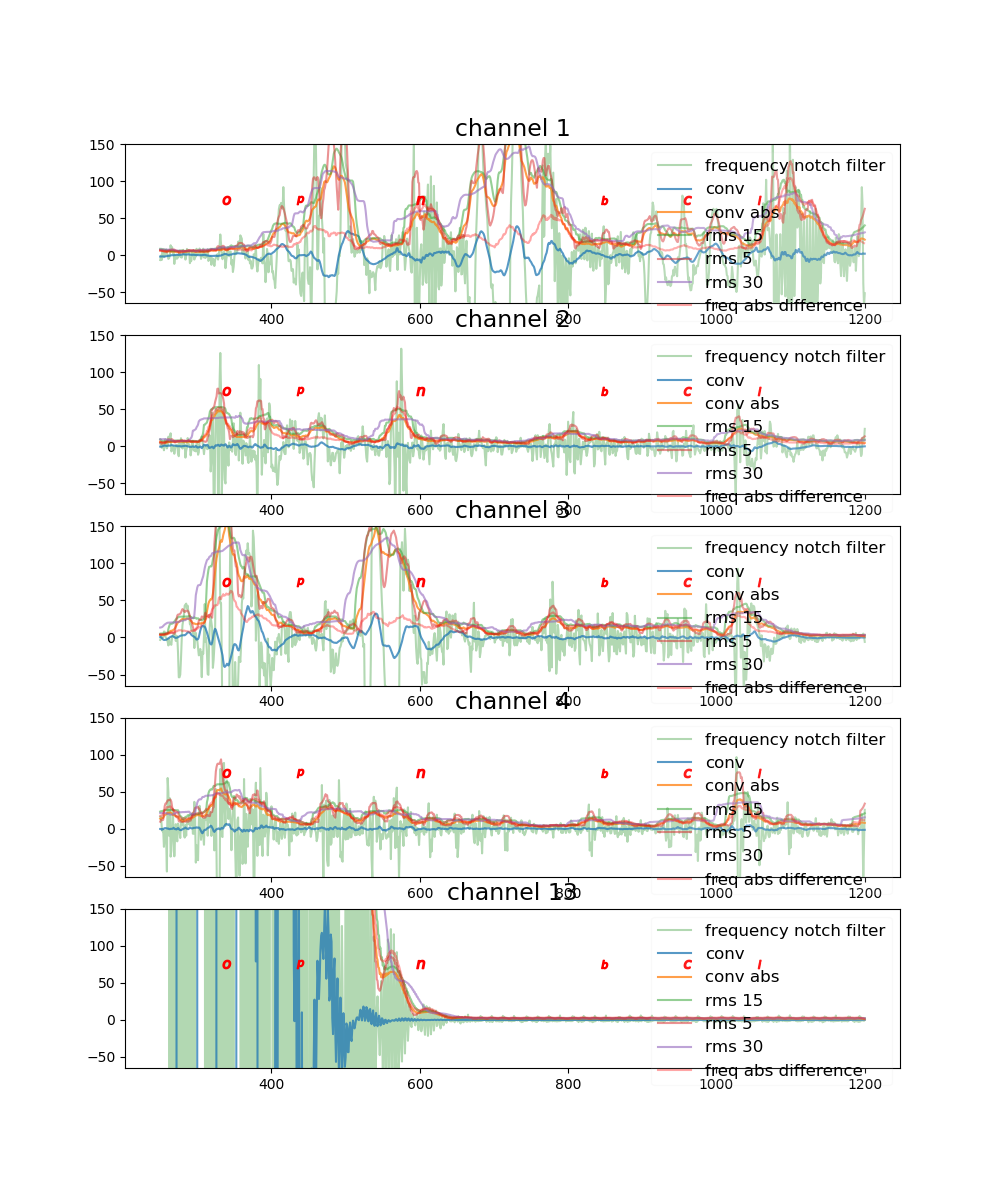 channel 1
150
100
50
0
−50
o p n b c l
frequency notch filter
conv
conv abs
rms 15
rms 5
rms 30
freq abs difference
400 600 800 1000 1200
channel 2
150
100
50
0
−50
o p n b c l
frequency notch filter
conv
conv abs
rms 15
rms 5
rms 30
freq abs difference
400 600 800 1000 1200
channel 3
150
100
50
0
−50
o p n b c l
frequency notch filter
conv
conv abs
rms 15
rms 5
rms 30
freq abs difference
400 600 800 1000 1200
channel 4
150
100
50
0
−50
o p n b c l
frequency notch filter
conv
conv abs
rms 15
rms 5
rms 30
freq abs difference
400 600 800 1000 1200
channel 13
150
100
50
0
−50
o p n b c l
frequency notch filter
conv
conv abs
rms 15
rms 5
rms 30
freq abs difference
400 600 800 1000 1200